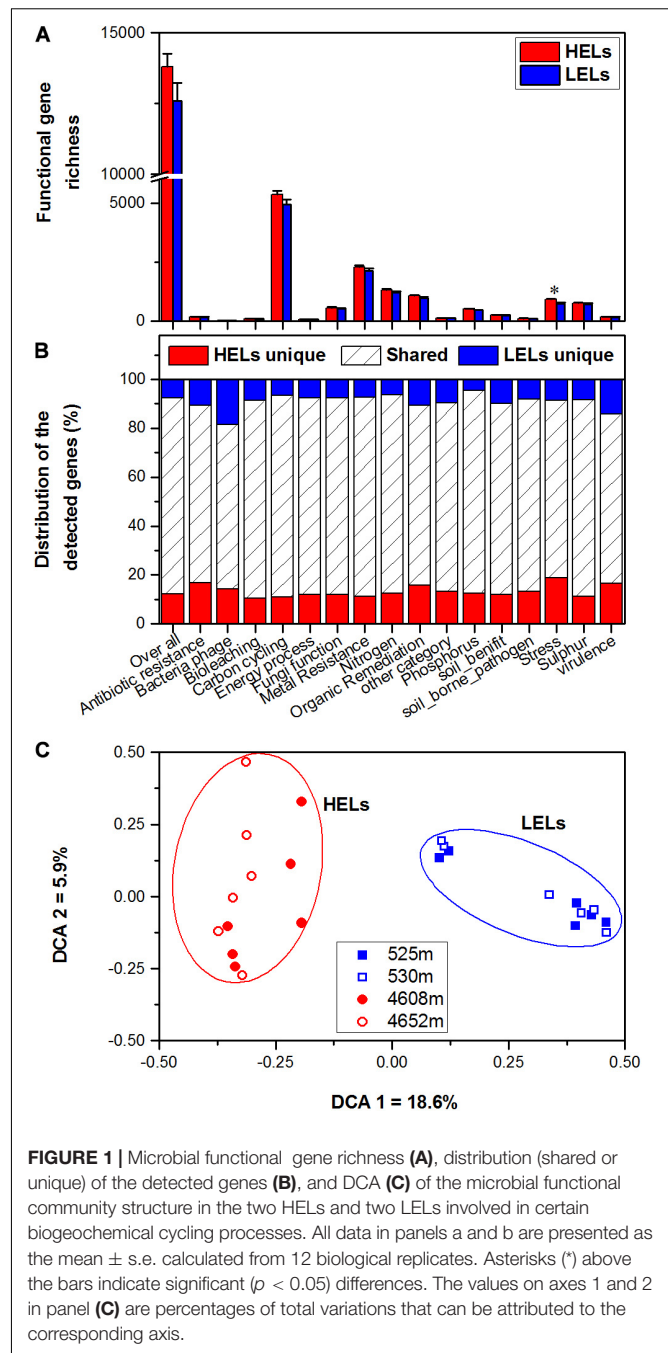 A
15000
10000
5000
0
Functional gene
richness
HELs
LELs
*
B
HELs unique
Shared
LELs unique
100
80
60
40
20
0
Distribution of the
detected genes (%)
Over all
Antibiotic resistance
Bacteria phage
Bioleaching
Carbon cycling
Energy process
Fungi function
Metal Resistance
Nitrogen
Organic Remediation
other category
Phosphorus
soil_benifit
soil_borne_pathogen
Stress
Sulphur
virulence
C
0.50
0.25
0.00
-0.25
-0.50
DCA 2 = 5.9%
HELs
LELs
525m
530m
4608m
4652m
-0.50
-0.25
0.00
0.25
0.50
DCA 1 = 18.6%
FIGURE 1 | Microbial functional gene richness (A), distribution (shared or
unique) of the detected genes (B), and DCA (C) of the microbial functional
community structure in the two HELs and two LELs involved in certain
biogeochemical cycling processes. All data in panels a and b are presented as
the mean ± s.e. calculated from 12 biological replicates. Asterisks (*) above
the bars indicate significant (p < 0.05) differences. The values on axes 1 and 2
in panel (C) are percentages of total variations that can be attributed to the
corresponding axis.